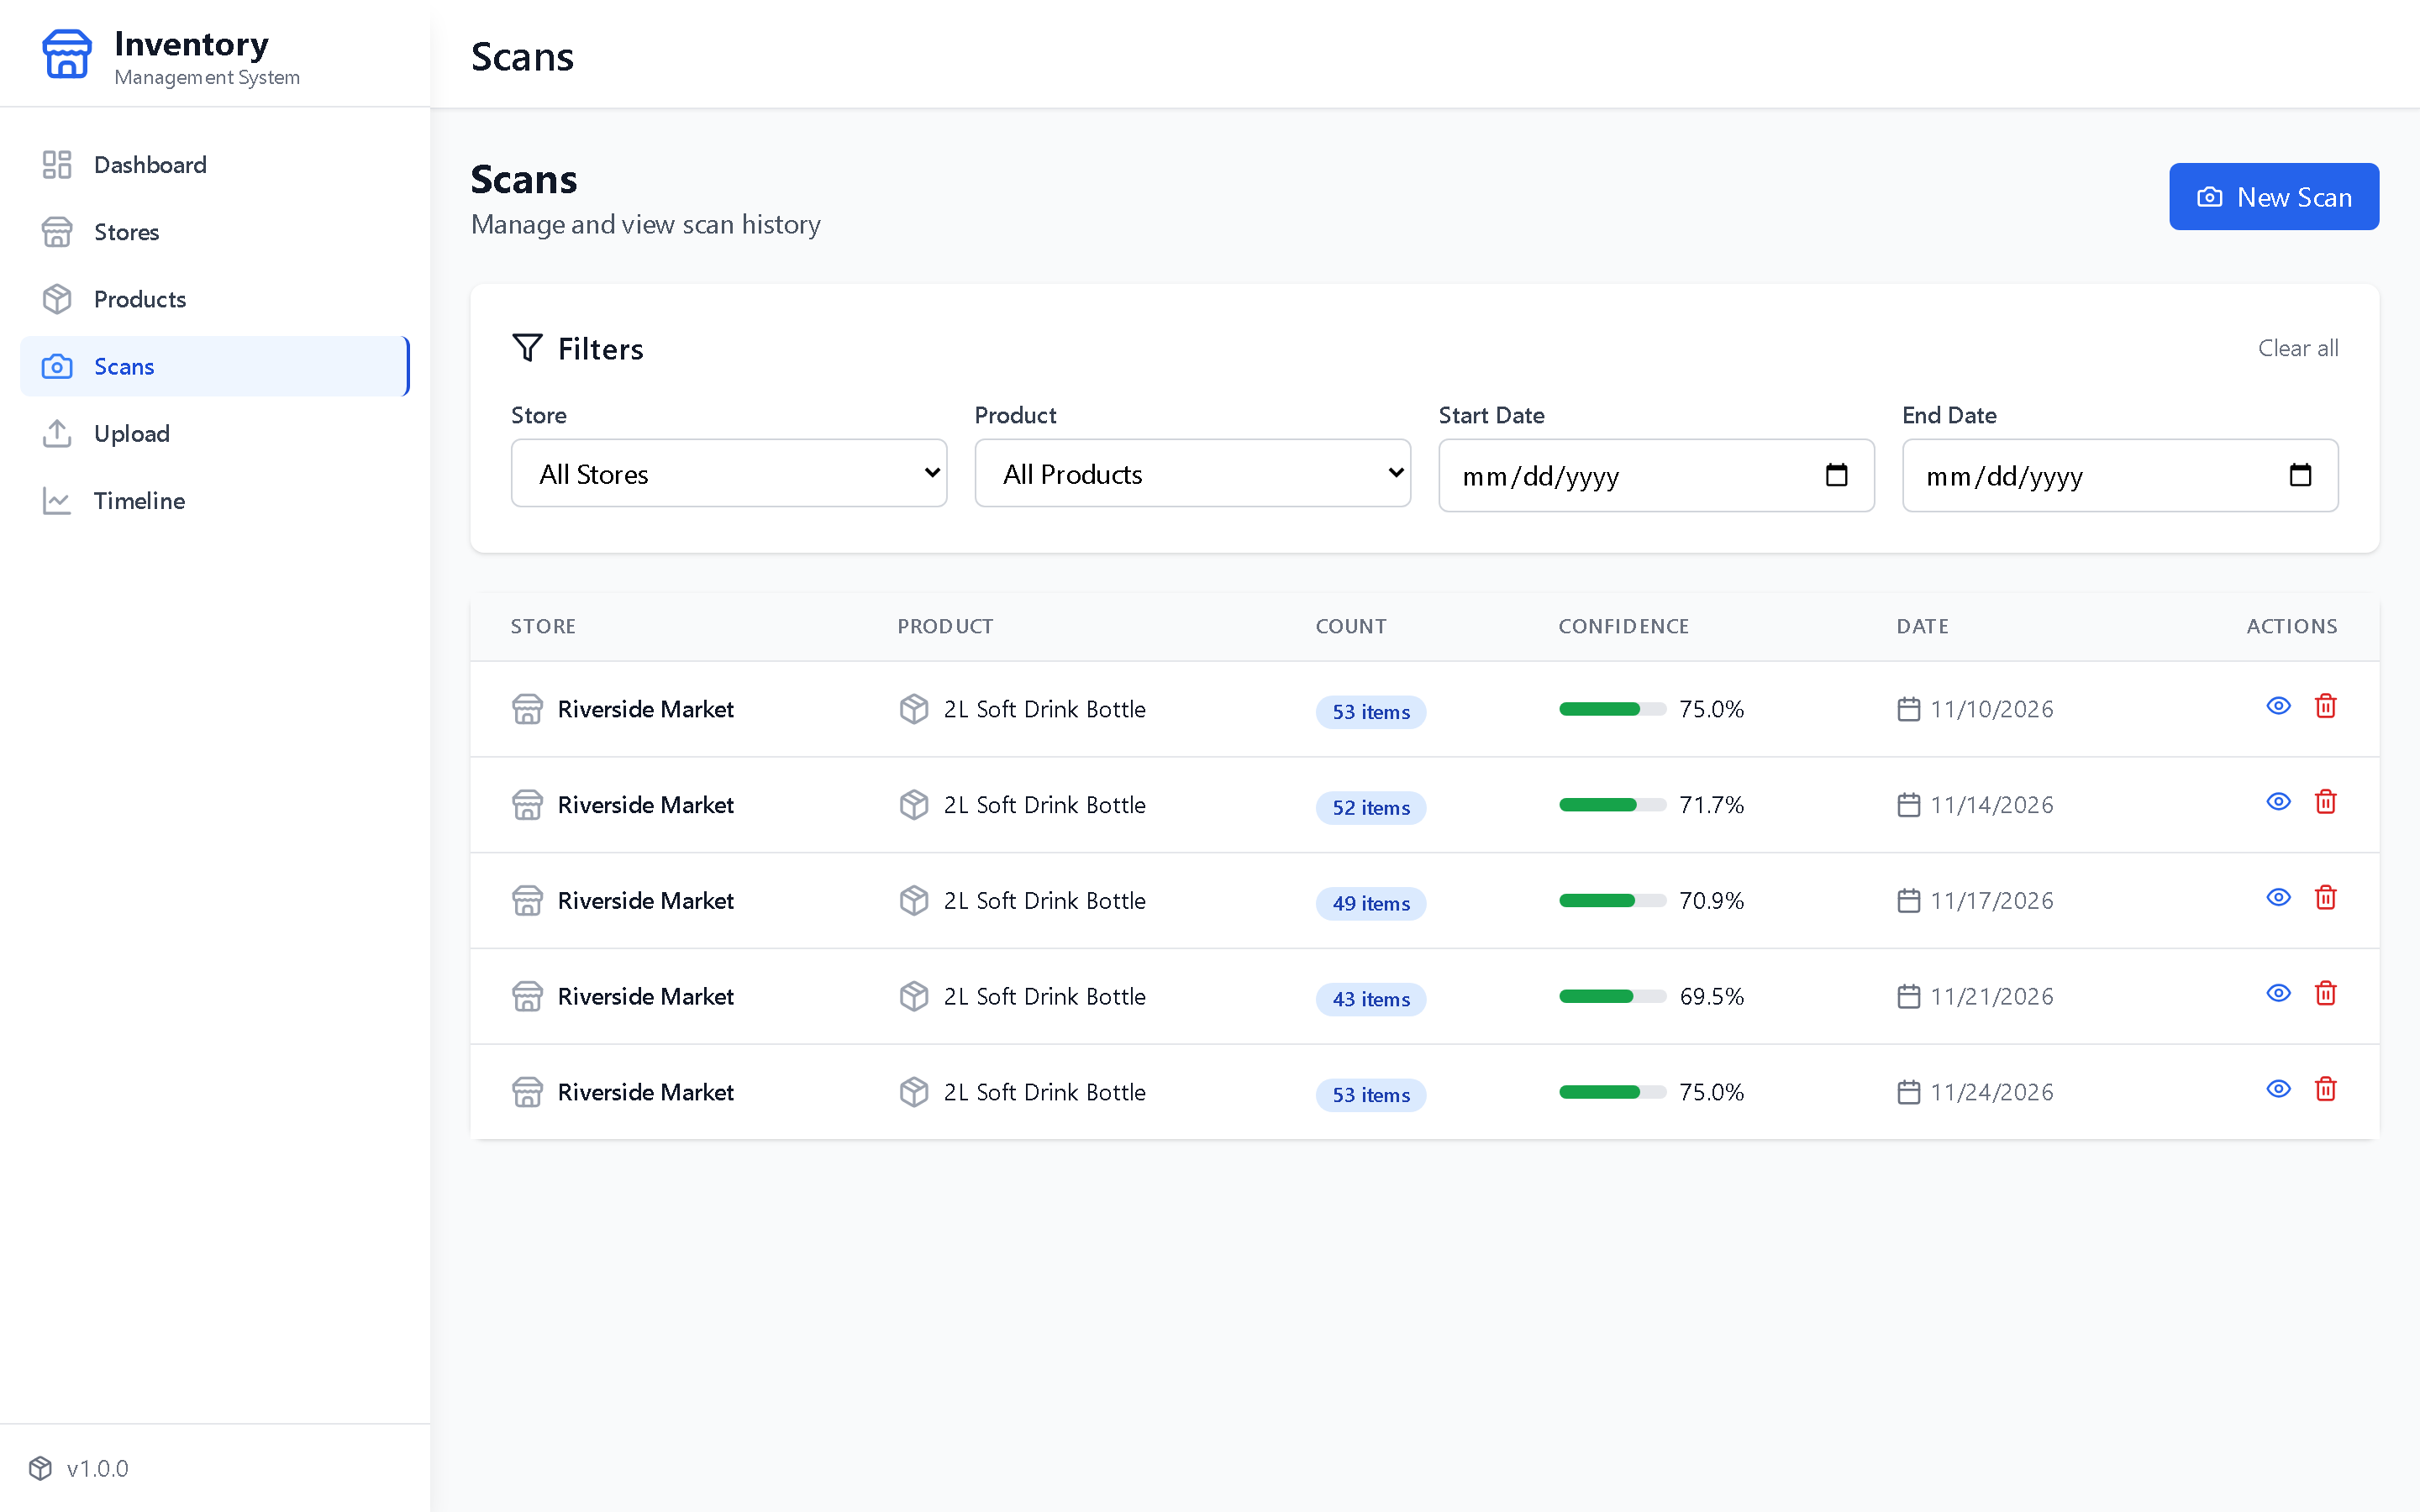 Inventory
Management System
Dashboard
Stores
Products
Scans
Upload
Timeline
v1.0.0
Scans
Scans
Manage and view scan history
New Scan
Filters
Clear all
Store
Product
Start Date
End Date
All Stores
All Products
mm/dd/yyyy
mm/dd/yyyy
STORE PRODUCT COUNT CONFIDENCE DATE ACTIONS
Riverside Market 2L Soft Drink Bottle 53 items 75.0% 11/10/2026
Riverside Market 2L Soft Drink Bottle 52 items 71.7% 11/14/2026
Riverside Market 2L Soft Drink Bottle 49 items 70.9% 11/17/2026
Riverside Market 2L Soft Drink Bottle 43 items 69.5% 11/21/2026
Riverside Market 2L Soft Drink Bottle 53 items 75.0% 11/24/2026